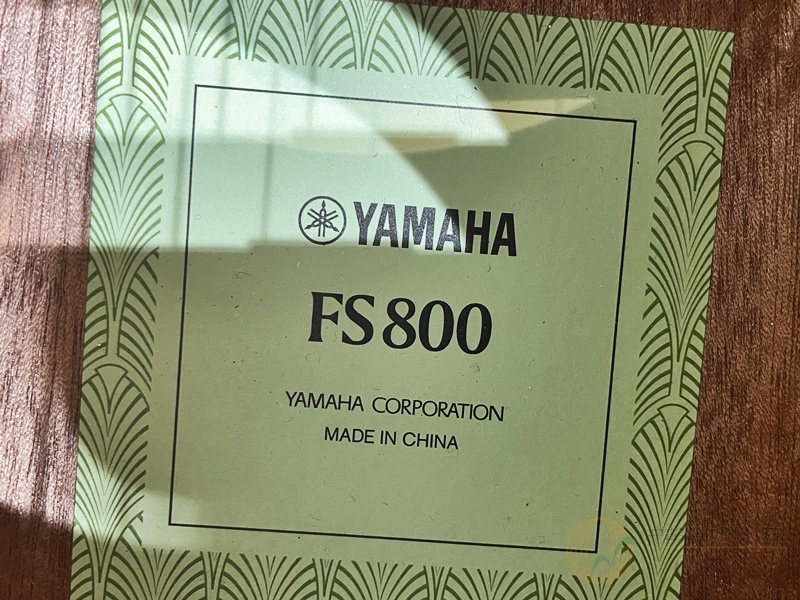 YAMAHA
FS800
YAMAHA CORPORATION
MADE IN CHINA